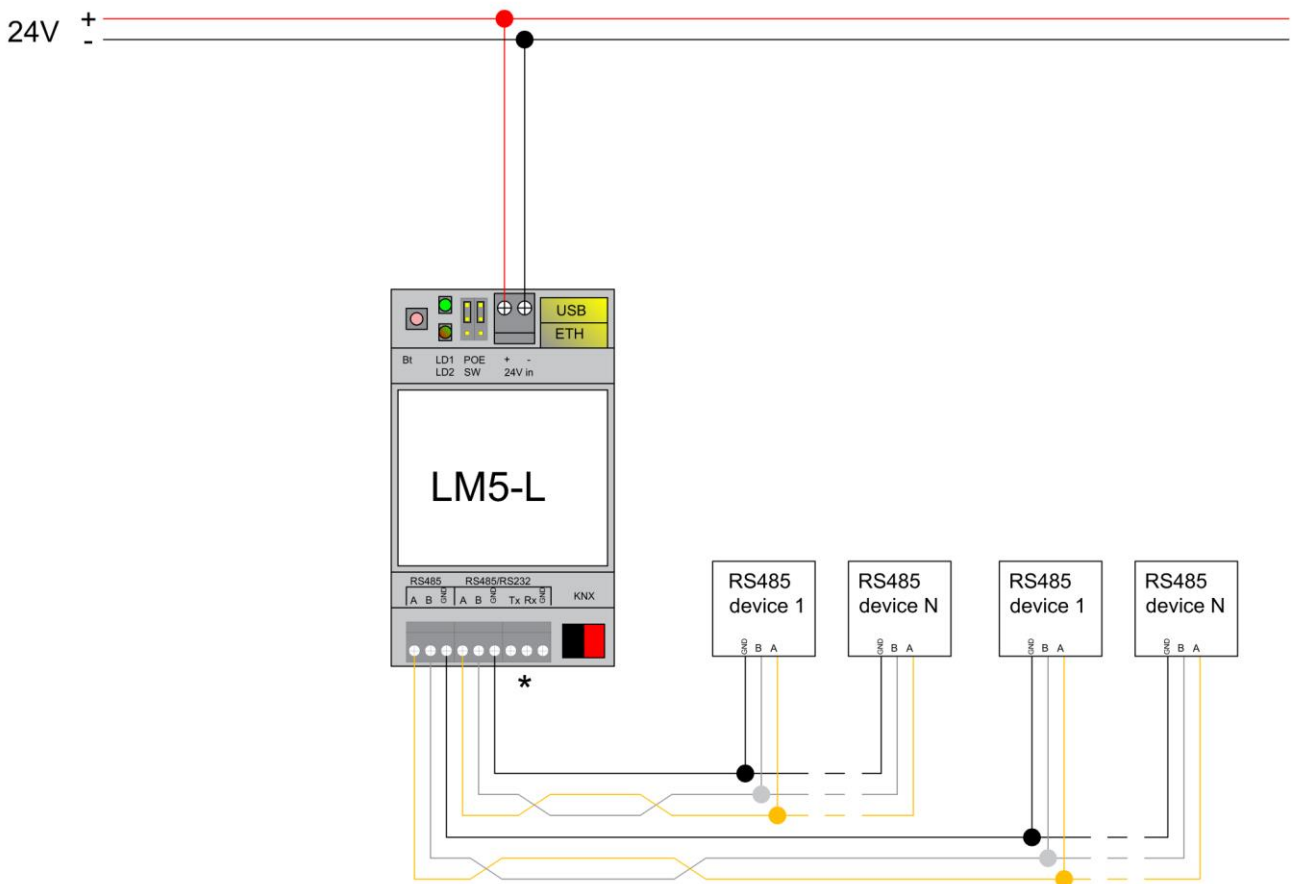 24V + -
USB
ETH
Bt LD1 POE + -
LD2 SW 24V in
LM5-L
RS485 RS485/RS232
A B GND A B GND Tx Rx GND KNX
*
RS485
device 1
GND B A
RS485
device N
GND B A
RS485
device 1
GND B A
RS485
device N
GND B A